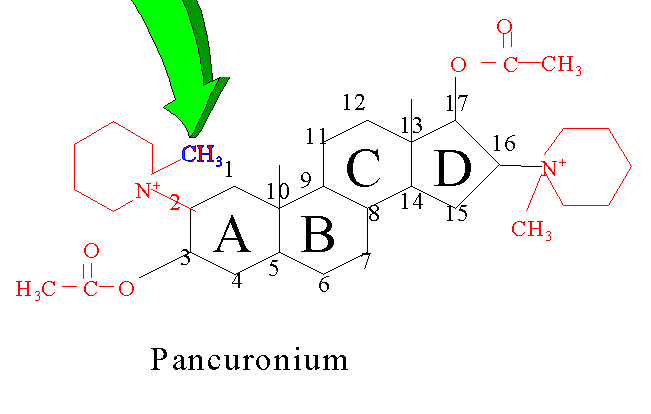 O
O — C — CH3
12 17
11 13 16
CH3 1 C D N+
N+ 2 10 9 14 15 CH3
A B 8
O 3 5 7
H3C — C — O 4 6
Pancuronium